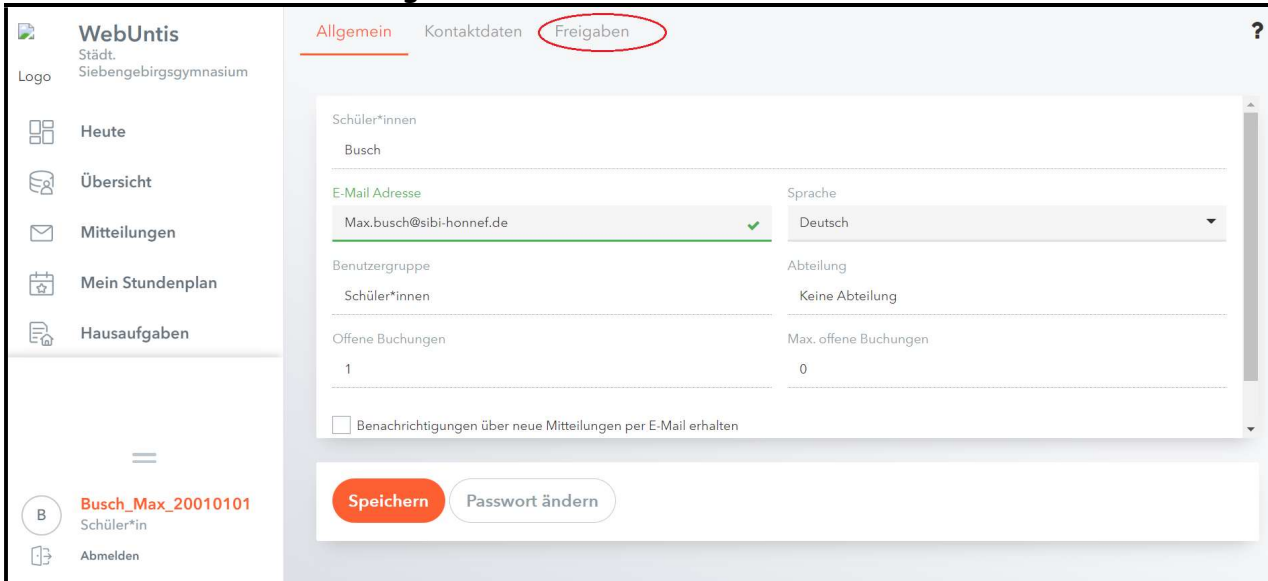 WebUntis
Städt.
Siebengebirgsgymnasium
Logo
Heute
Übersicht
Mitteilungen
Mein Stundenplan
Hausaufgaben
B
Busch_Max_20010101
Schüler*in
Abmelden
Allgemein Kontaktdaten Freigaben ?
Schüler*innen
Busch
E-Mail Adresse Sprache
Max.busch@sibi-honnef.de Deutsch
Benutzergruppe Abteilung
Schüler*innen Keine Abteilung
Offene Buchungen Max. offene Buchungen
1 0
Benachrichtigungen über neue Mitteilungen per E-Mail erhalten
Speichern Passwort ändern